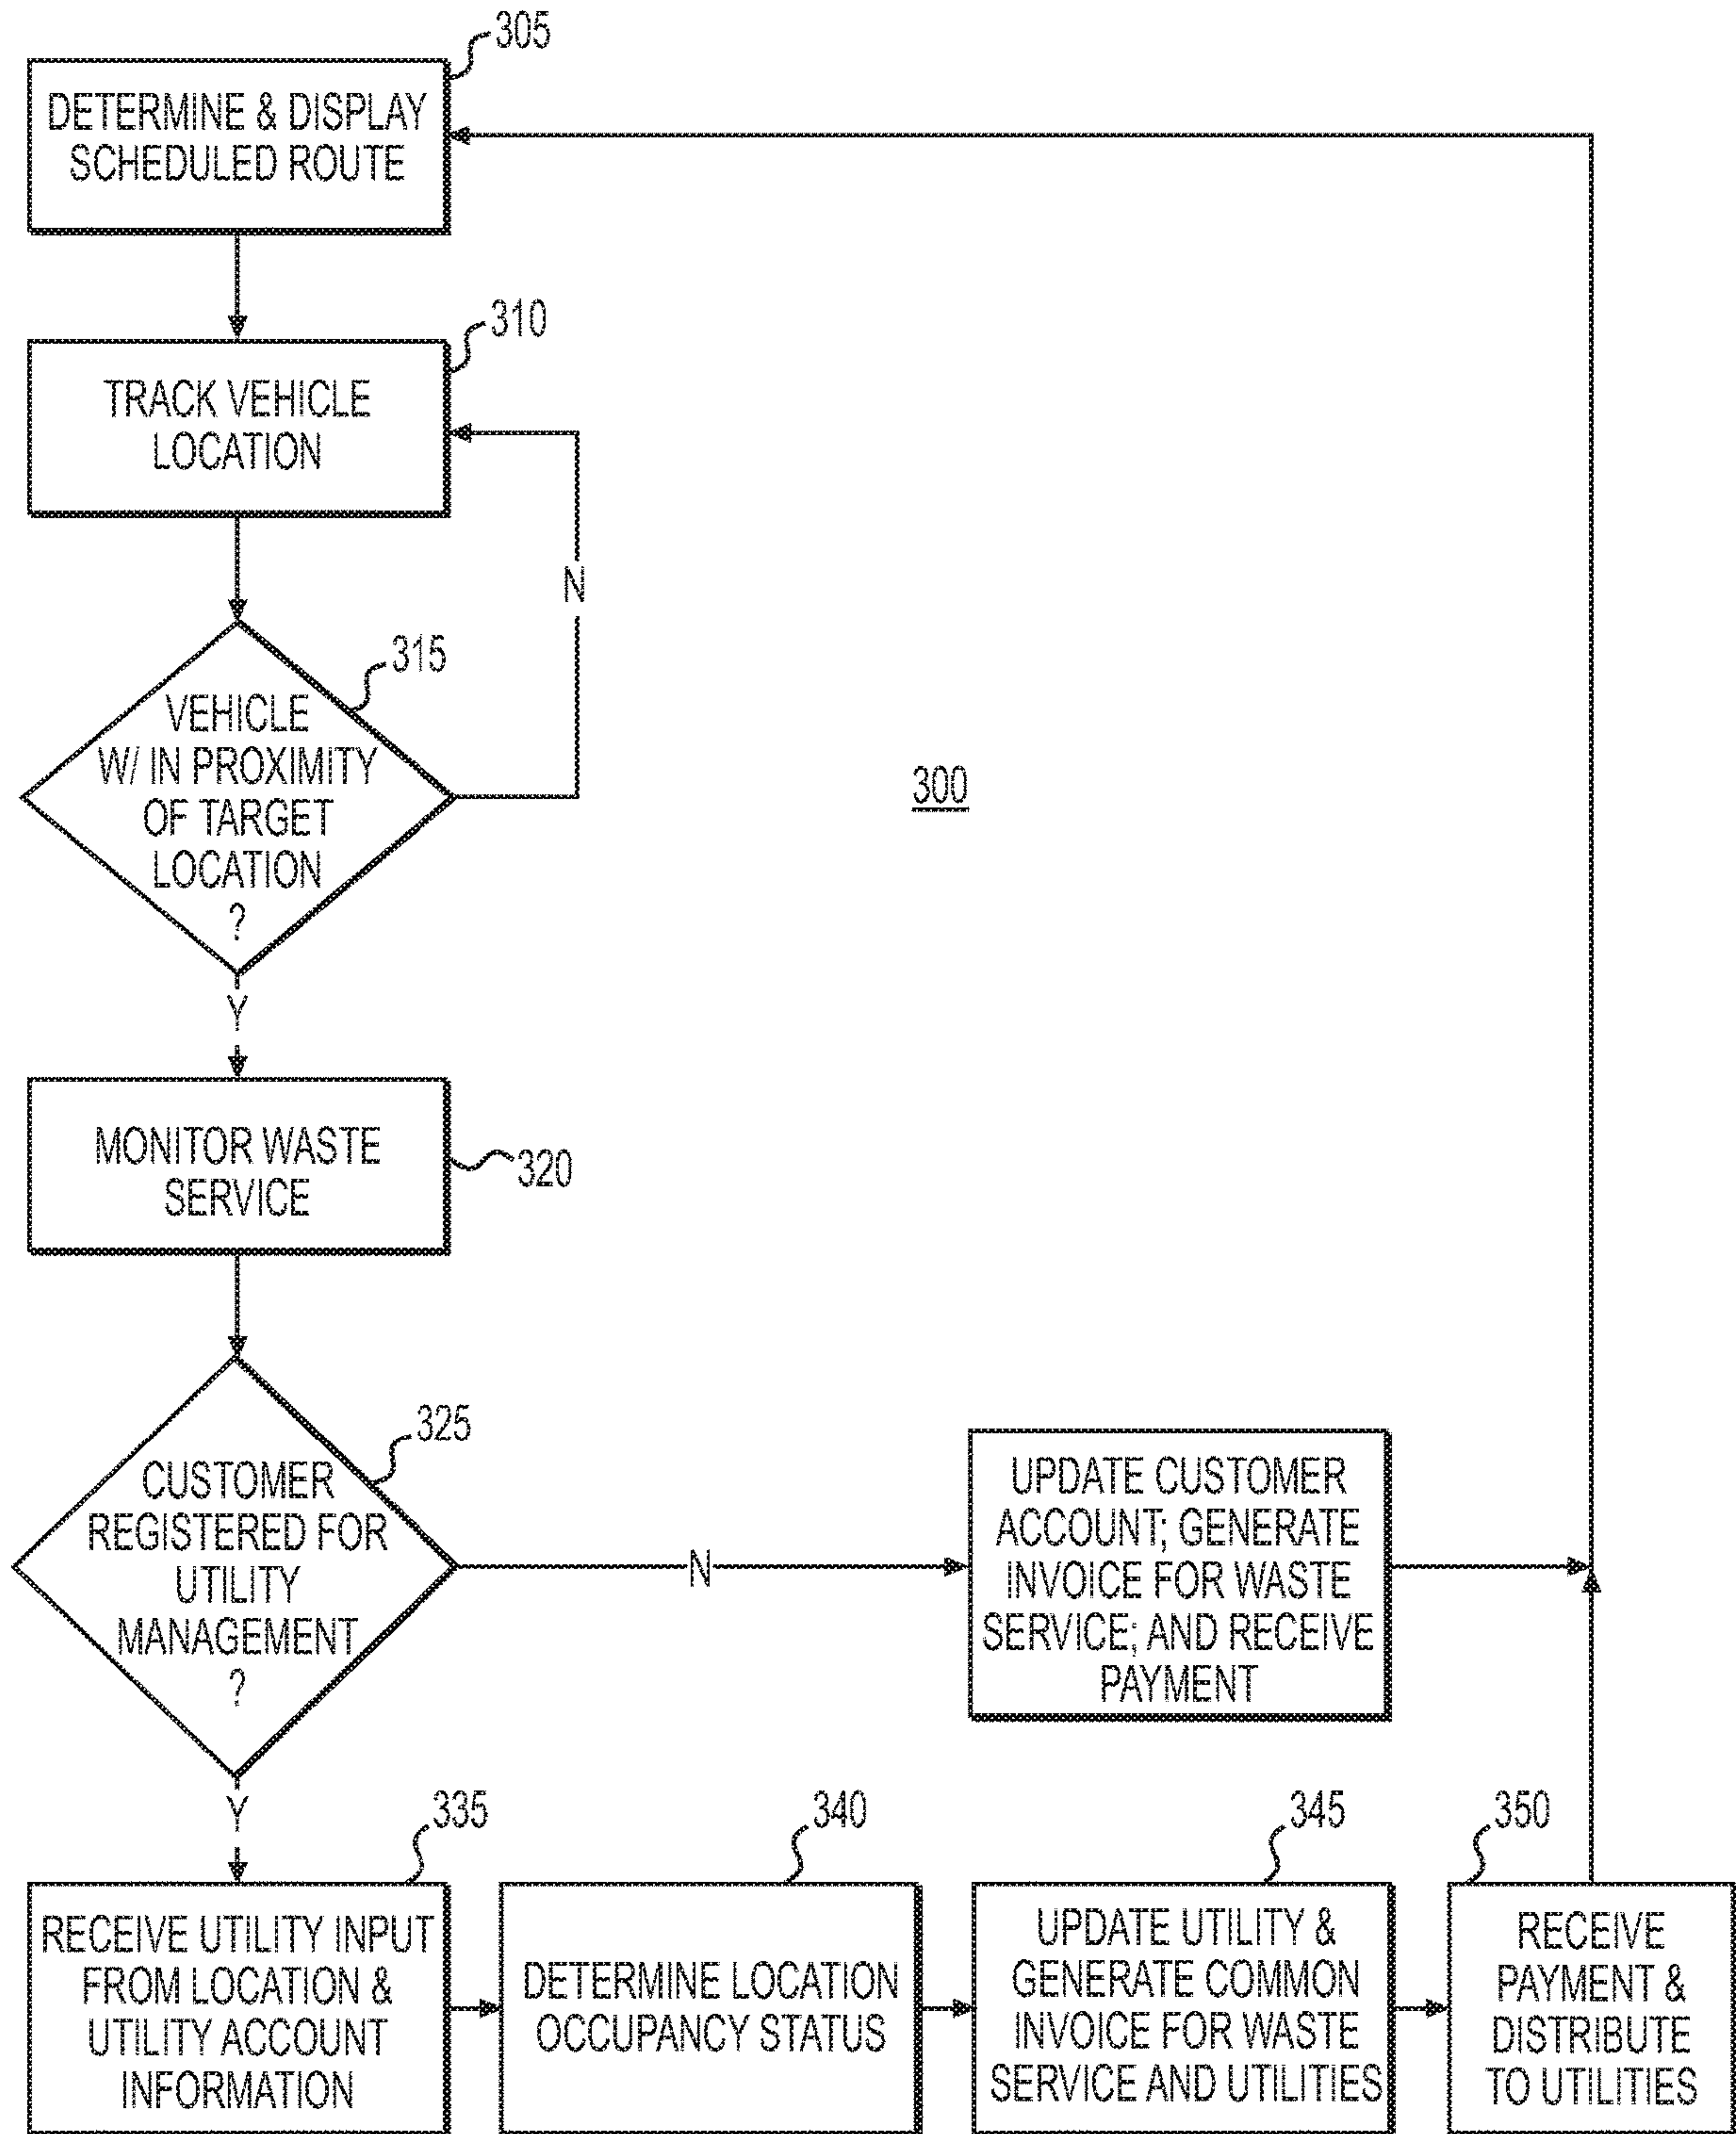 305
DETERMINE & DISPLAY
SCHEDULED ROUTE
310
TRACK VEHICLE
LOCATION
N
315
VEHICLE
W/ IN PROXIMITY
OF TARGET
LOCATION
?
300
Y
MONITOR WASTE
SERVICE
320
325
CUSTOMER
REGISTERED FOR
UTILITY
MANAGEMENT
?
N
UPDATE CUSTOMER
ACCOUNT; GENERATE
INVOICE FOR WASTE
SERVICE; AND RECEIVE
PAYMENT
Y
335
RECEIVE UTILITY INPUT
FROM LOCATION &
UTILITY ACCOUNT
INFORMATION
340
DETERMINE LOCATION
OCCUPANCY STATUS
345
UPDATE UTILITY &
GENERATE COMMON
INVOICE FOR WASTE
SERVICE AND UTILITIES
350
RECEIVE
PAYMENT &
DISTRIBUTE
TO UTILITIES